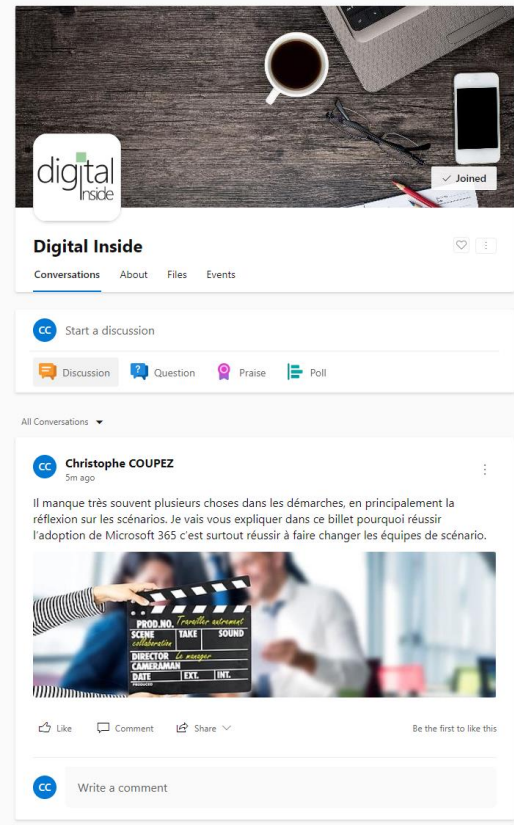 digital
inside
Joined
Digital Inside
Conversations About Files Events
CC Start a discussion
Discussion Question Praise Poll
All Conversations
CC Christophe COUPEZ
5m ago
Il manque très souvent plusieurs choses dans les démarches, en principalement la
réflexion sur les scénarios. Je vais vous expliquer dans ce billet pourquoi réussir
l'adoption de Microsoft 365 c'est surtout réussir à faire changer les équipes de scénario.
PROD.NO. Travailler autrement
SCENE TAKE SOUND
collaboration
DIRECTOR Le manager
CAMERAMAN
DATE EXT. INT.
PRODUCED
Like Comment Share Be the first to like this
CC Write a comment